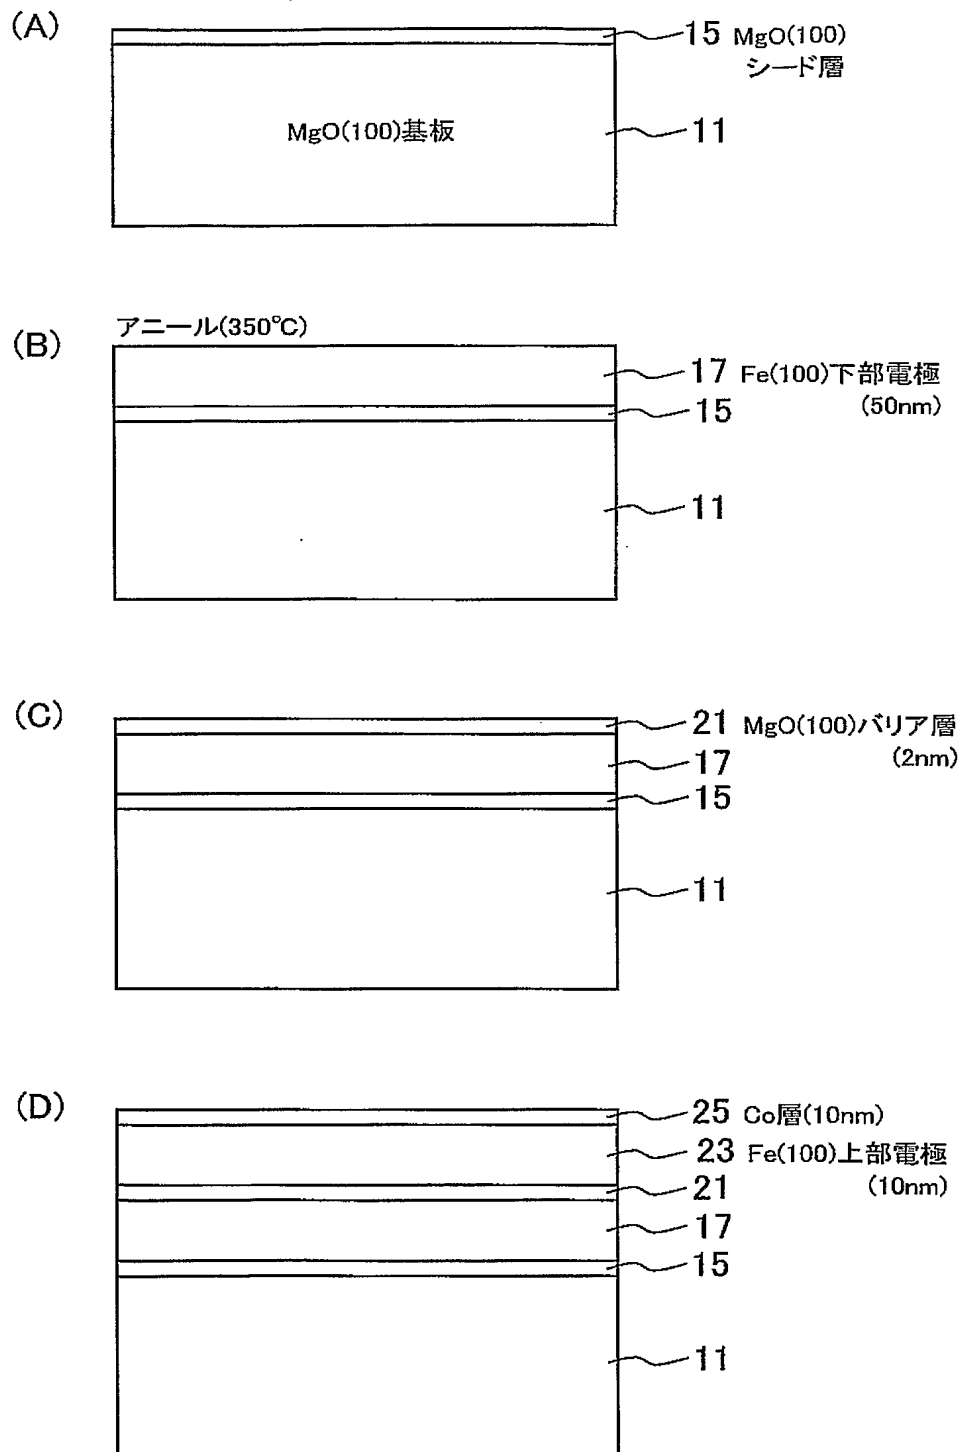 (A)
15 MgO(100)
シード層
MgO(100)基板
11
(B)
アニール(350℃)
17 Fe(100)下部電極
(50nm)
15
11
(C)
21 MgO(100)バリア層
(2nm)
17
15
11
(D)
25 Co層(10nm)
23 Fe(100)上部電極
(10nm)
21
17
15
11